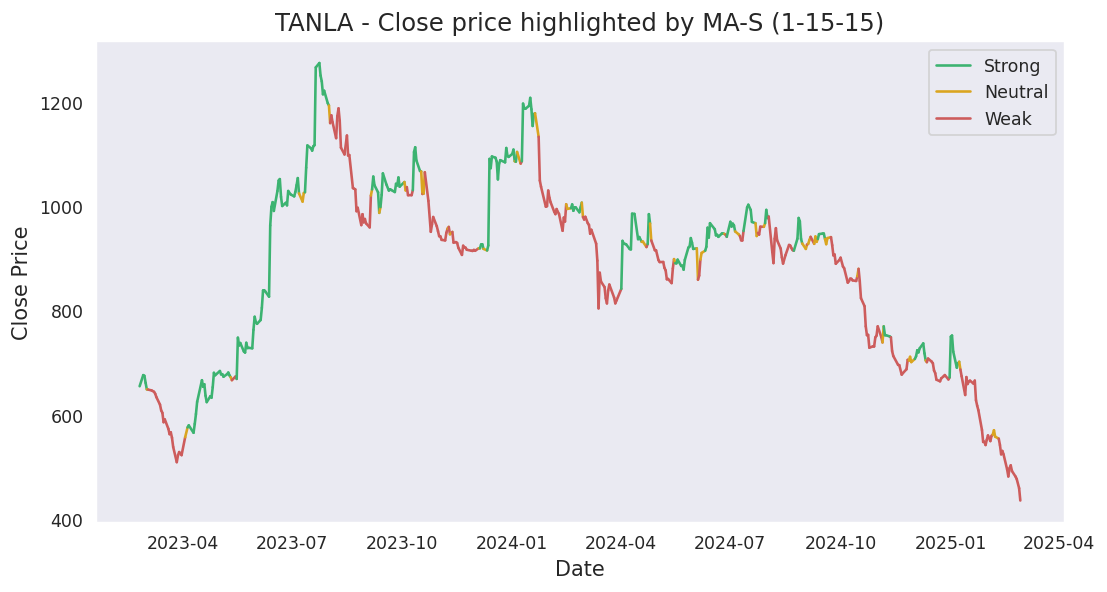 TANLA - Close price highlighted by MA-S (1-15-15)
Strong
Neutral
Weak
Close Price
1200
1000
800
600
400
2023-04 2023-07 2023-10 2024-01 2024-04 2024-07 2024-10 2025-01 2025-04
Date